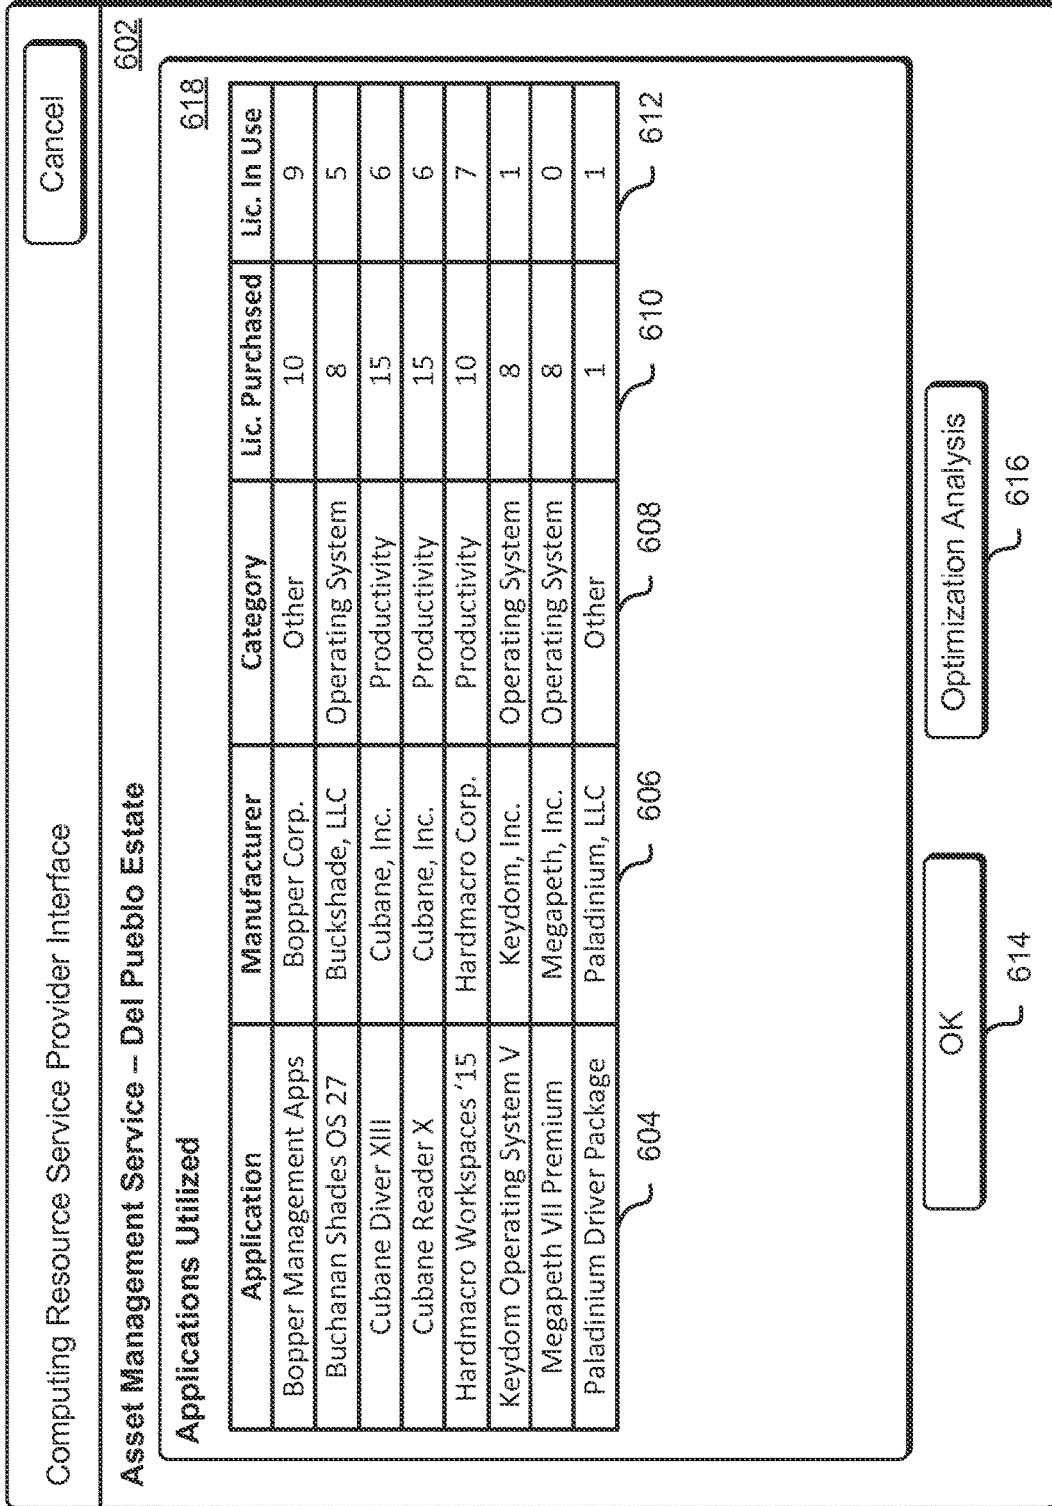 Computing Resource Service Provider Interface Cancel
Asset Management Service – Del Pueblo Estate 602
Applications Utilized 618
Application Manufacturer Category Lic. Purchased Lic. In Use
Bopper Management Apps Bopper Corp. Other 10 9
Buchanan Shades OS 27 Buckshade, LLC Operating System 8 5
Cubane Diver XIII Cubane, Inc. Productivity 15 6
Cubane Reader X Cubane, Inc. Productivity 15 6
Hardmacro Workspaces ’15 Hardmacro Corp. Productivity 10 7
Keydom Operating System V Keydom, Inc. Operating System 8 1
Megapeth VII Premium Megapeth, Inc. Operating System 8 0
Paladinium Driver Package Paladinium, LLC Other 1 1
604 606 608 610 612
OK Optimization Analysis
614 616